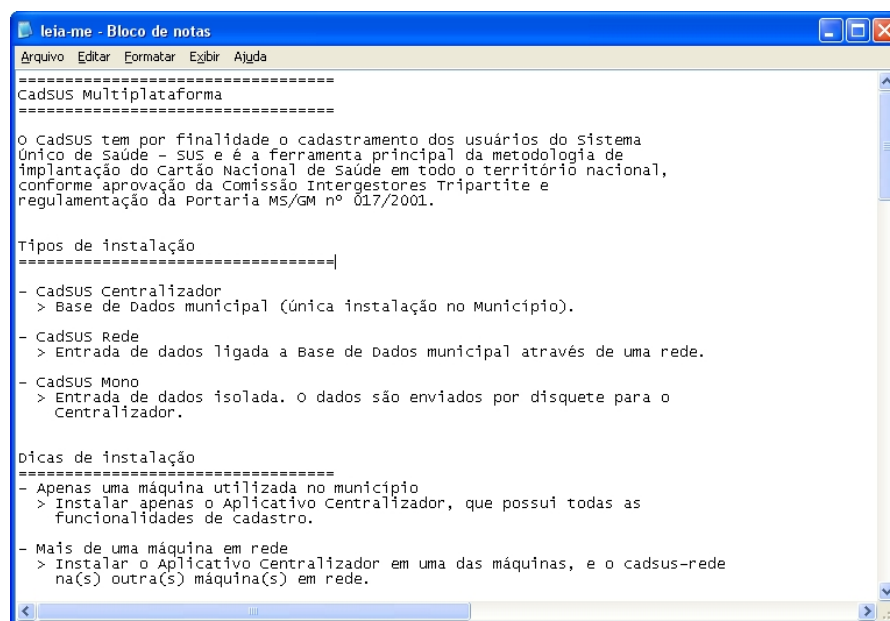 leia-me - Bloco de notas
Arquivo Editar Formatar Exibir Ajuda
==================================
CadSUS Multiplataforma
==================================
O CadSUS tem por finalidade o cadastramento dos usuários do Sistema
Único de Saúde – SUS e é a ferramenta principal da metodologia de
implantação do Cartão Nacional de Saúde em todo o território nacional,
conforme aprovação da Comissão Intergestores Tripartite e
regulamentação da Portaria MS/GM nº 017/2001.
Tipos de instalação
==================================
- CadSUS Centralizador
> Base de Dados municipal (única instalação no Município).
- CadSUS Rede
> Entrada de dados ligada a Base de Dados municipal através de uma rede.
- CadSUS Mono
> Entrada de dados isolada. O dados são enviados por disquete para o
Centralizador.
Dicas de instalação
==================================
- Apenas uma máquina utilizada no município
> Instalar apenas o Aplicativo Centralizador, que possui todas as
funcionalidades de cadastro.
- Mais de uma máquina em rede
> Instalar o Aplicativo Centralizador em uma das máquinas, e o cadsus-rede
na(s) outra(s) máquina(s) em rede.